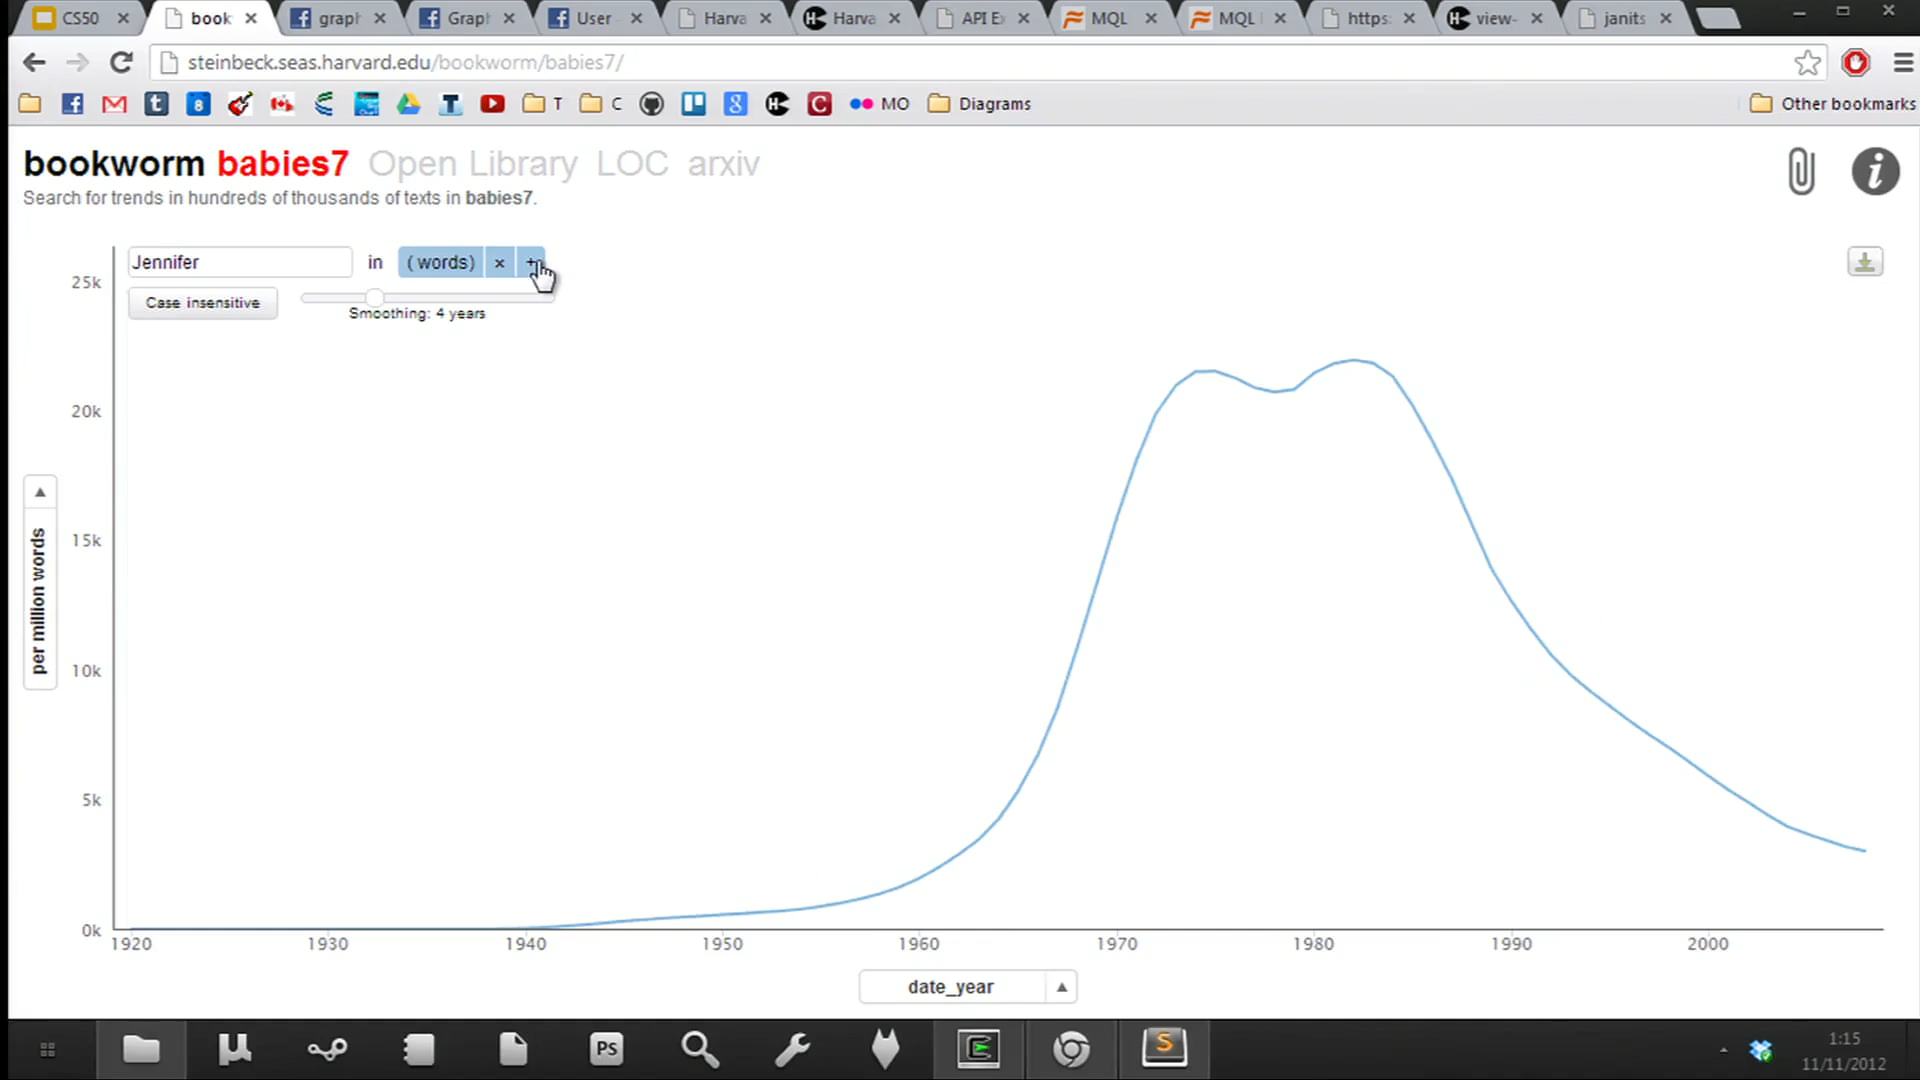 CS50
book
graph
Graph
User
Harva
Harva
API Ex
MQL
MQL
https:
view-
janits
steinbeck.seas.harvard.edu/bookworm/babies7/
T
C
MO
Diagrams
Other bookmarks
bookworm babies7 Open Library LOC arxiv
Search for trends in hundreds of thousands of texts in babies7.
Jennifer in ( words) × +
Case insensitive
Smoothing: 4 years
25k
20k
15k
10k
5k
0k
per million words
1920 1930 1940 1950 1960 1970 1980 1990 2000
date_year
Ps
S
1:15
11/11/2012